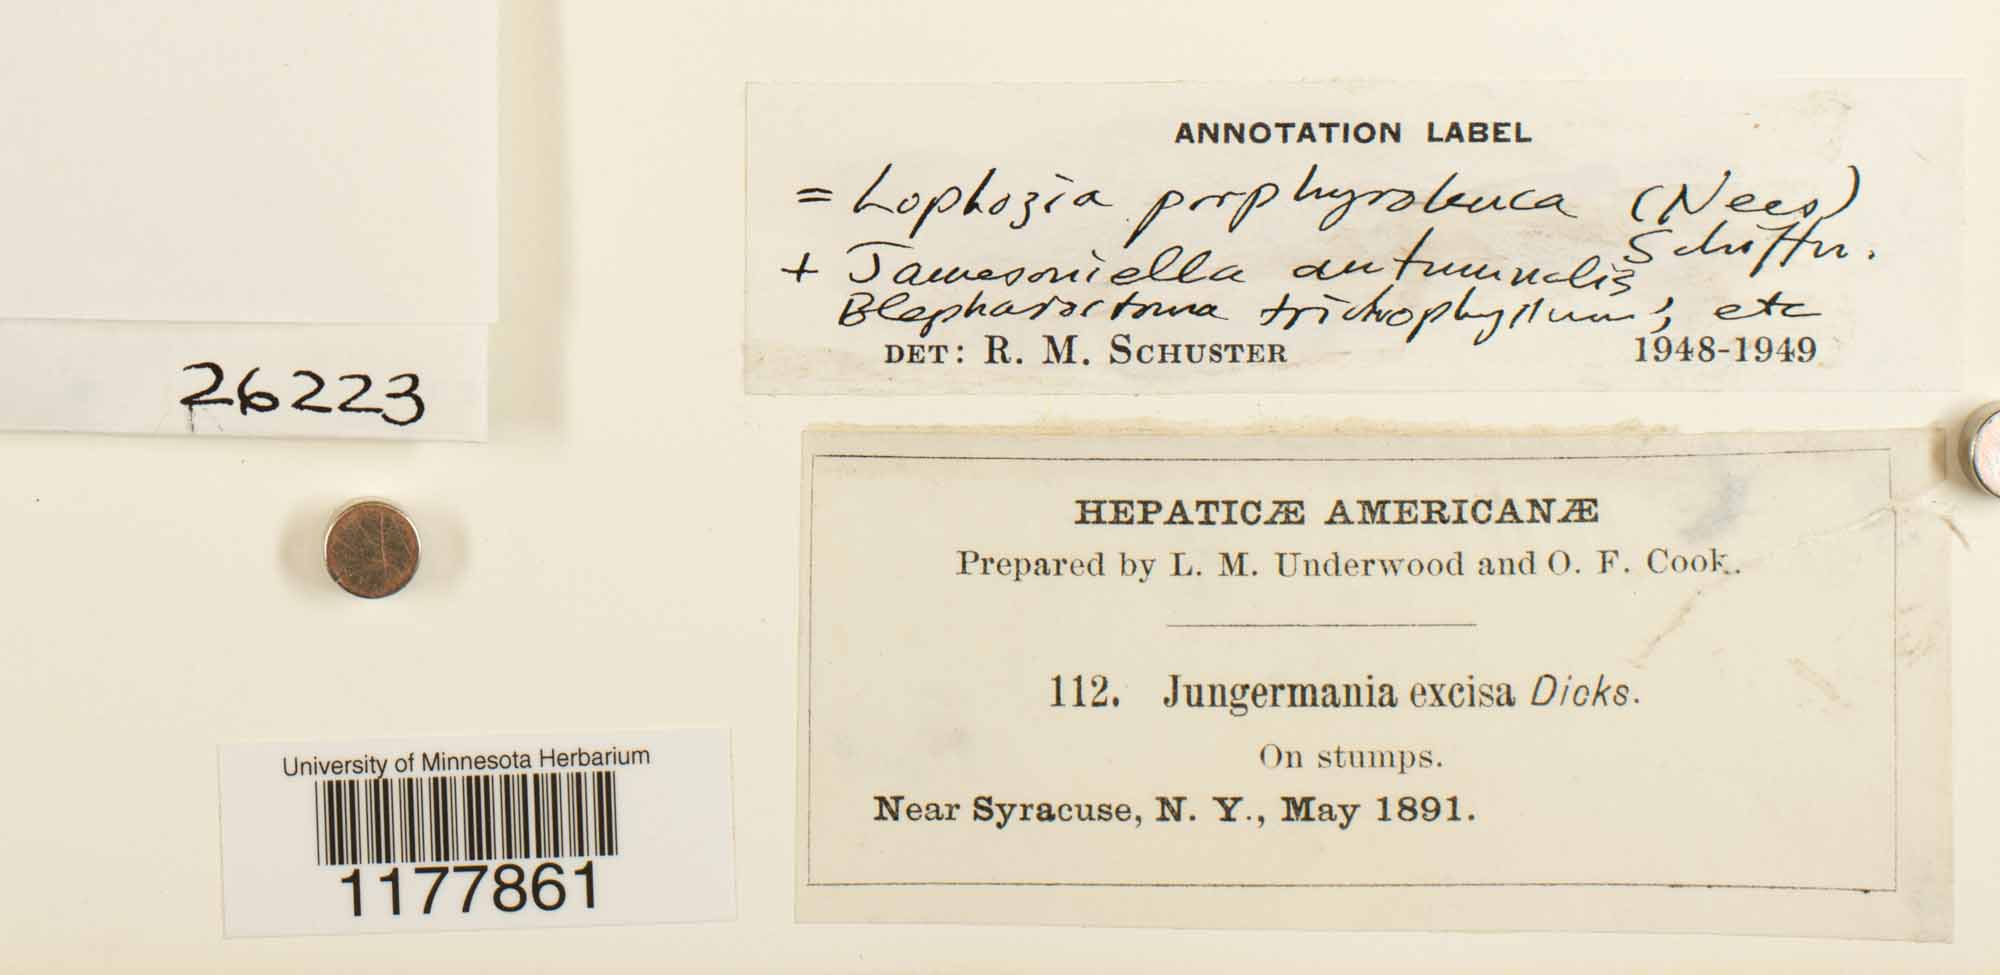 ANNOTATION LABEL
= Lophozia porphyroleuca (Nees)
Schiffn.
+ Jamesoniella autumnalis
Blepharostoma trichophyllum, etc
DET: R. M. SCHUSTER 1948-1949
26223
HEPATICÆ AMERICANÆ
Prepared by L. M. Underwood and O. F. Cook.
112. Jungermania excisa Dicks.
On stumps.
Near Syracuse, N. Y., May 1891.
University of Minnesota Herbarium
1177861